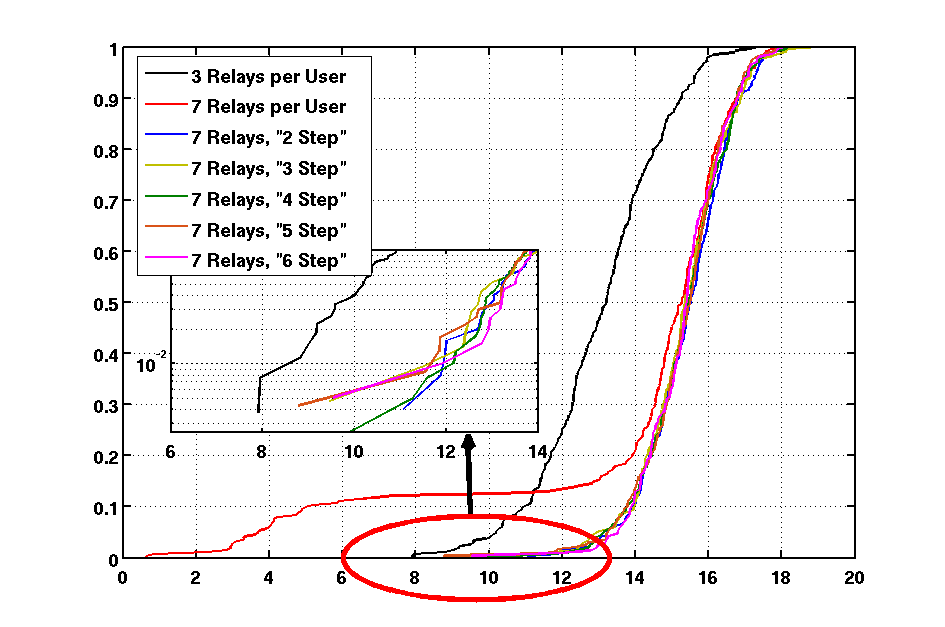 1
0.9
0.8
0.7
0.6
0.5
0.4
0.3
0.2
0.1
0
3 Relays per User
7 Relays per User
7 Relays, "2 Step"
7 Relays, "3 Step"
7 Relays, "4 Step"
7 Relays, "5 Step"
7 Relays, "6 Step"
10-2
6 8 10 12 14
0 2 4 6 8 10 12 14 16 18 20